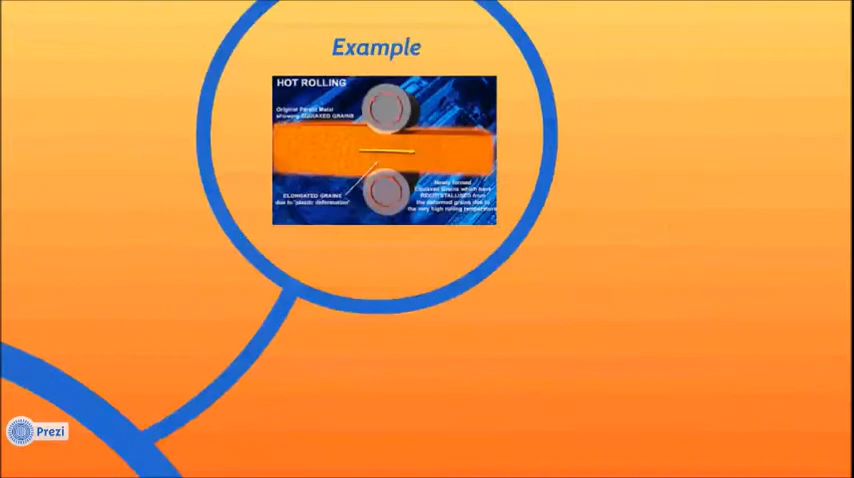 Example
HOT ROLLING
Original Parent Metal
showing EQUIAXED GRAINS
ELONGATED GRAINS
due to "plastic deformation"
Newly formed
Equiaxed Grains which have
RECRYSTALLISED from
the deformed grains due to
the very high rolling temperature
Prezi